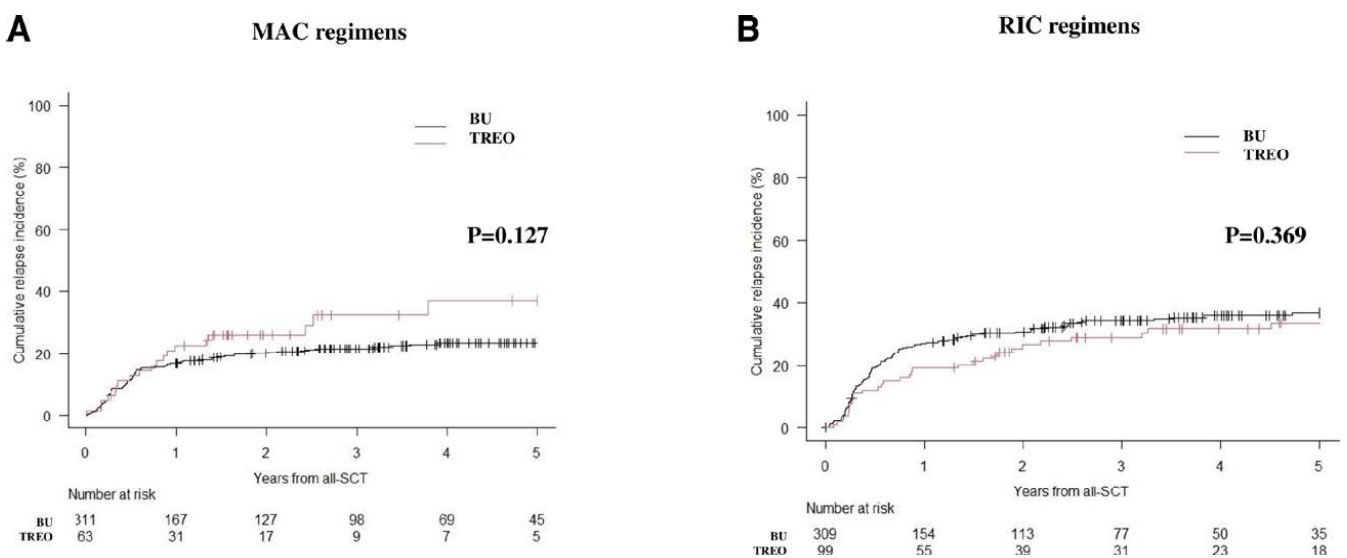 A
MAC regimens
BU
TREO
P=0.127
Cumulative relapse incidence (%)
100
80
60
40
20
0
0 1 2 3 4 5
Years from all-SCT
Number at risk
BU 311 167 127 98 69 45
TREO 63 31 17 9 7 5
B
RIC regimens
BU
TREO
P=0.369
Cumulative relapse incidence (%)
100
80
60
40
20
0
0 1 2 3 4 5
Years from all-SCT
Number at risk
BU 309 154 113 77 50 35
TREO 99 55 39 31 23 18